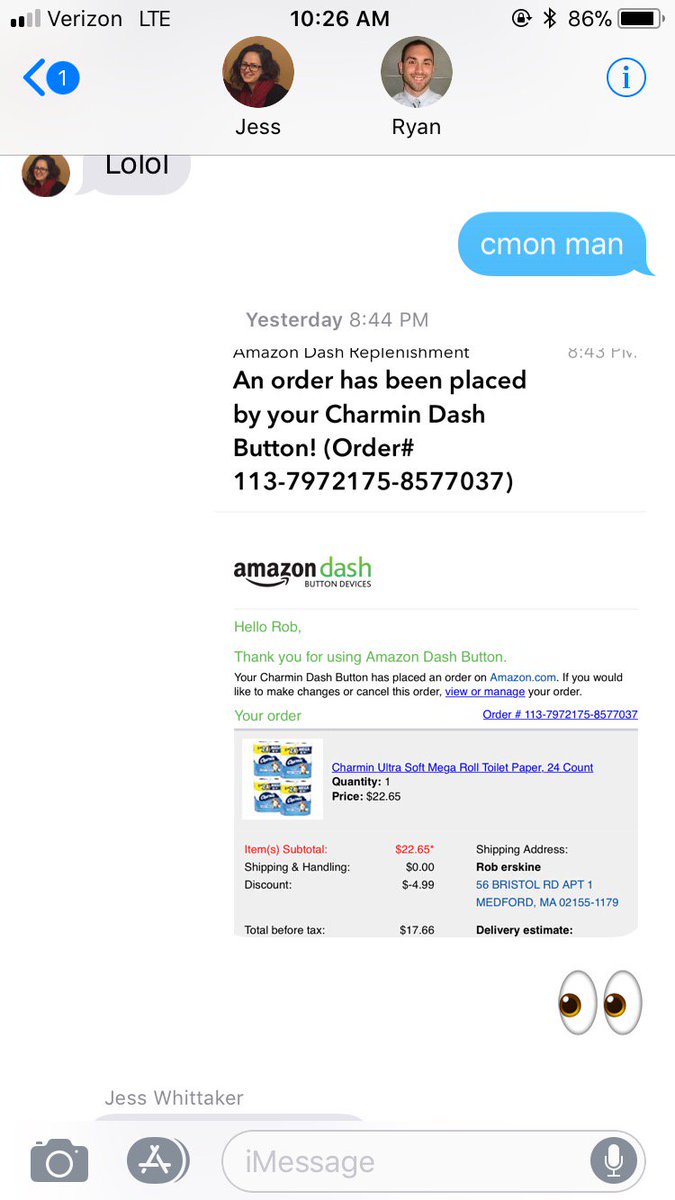 Verizon LTE 10:26 AM 86%
1
Jess Ryan
Lolol
cmon man
Yesterday 8:44 PM
Amazon Dash Replenishment 8:43 PM
An order has been placed
by your Charmin Dash
Button! (Order#
113-7972175-8577037)
amazon dash
BUTTON DEVICES
Hello Rob,
Thank you for using Amazon Dash Button.
Your Charmin Dash Button has placed an order on Amazon.com. If you would
like to make changes or cancel this order, view or manage your order.
Your order Order # 113-7972175-8577037
Charmin Ultra Soft Mega Roll Toilet Paper, 24 Count
Quantity: 1
Price: $22.65
Item(s) Subtotal: $22.65* Shipping Address:
Shipping & Handling: $0.00 Rob erskine
Discount: $-4.99 56 BRISTOL RD APT 1
MEDFORD, MA 02155-1179
Total before tax: $17.66 Delivery estimate:
Jess Whittaker
iMessage